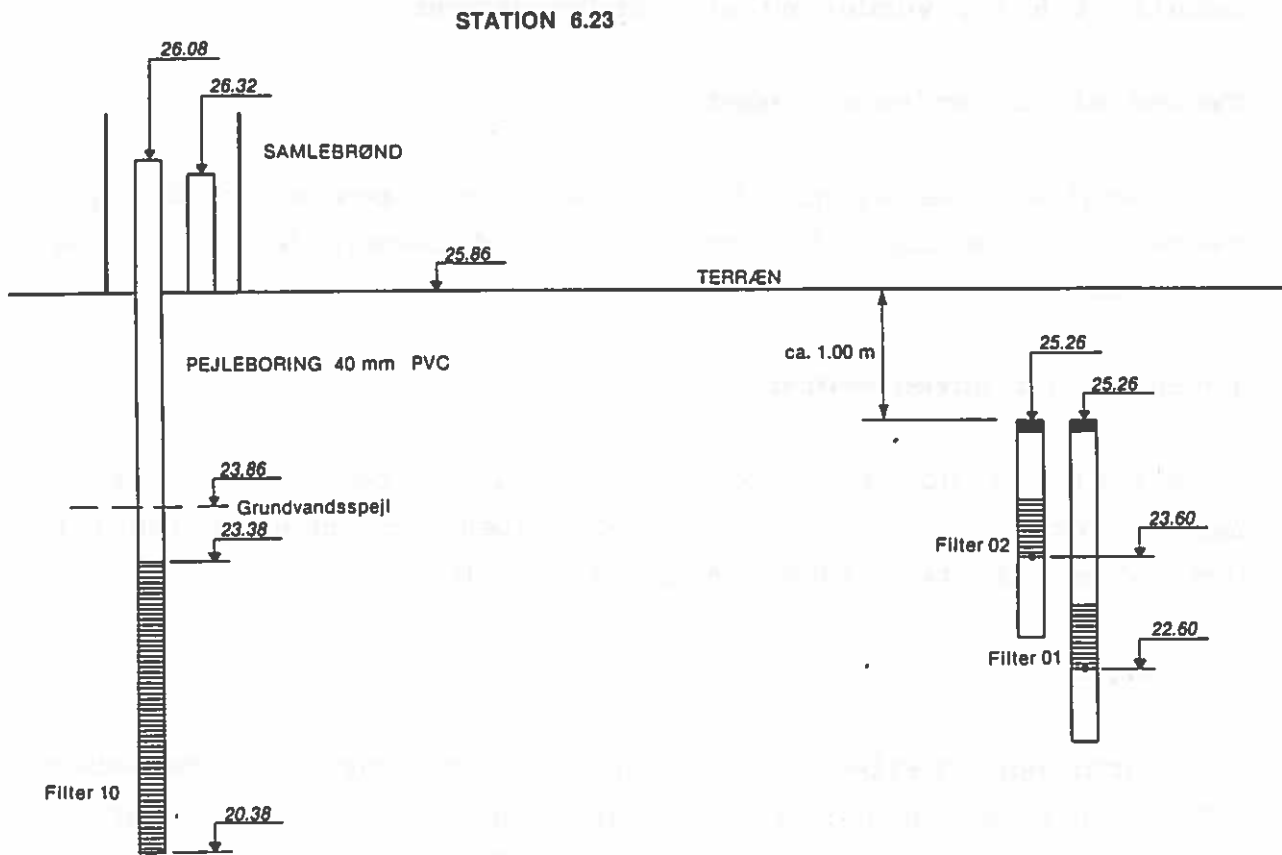 STATION 6.23
26.08
26.32
SAMLEBRØND
25.86
TERRÆN
PEJLEBORING 40 mm PVC
ca. 1.00 m
25.26
25.26
23.86
Grundvandsspejl
23.38
Filter 02
23.60
Filter 01
22.60
Filter 10
20.38